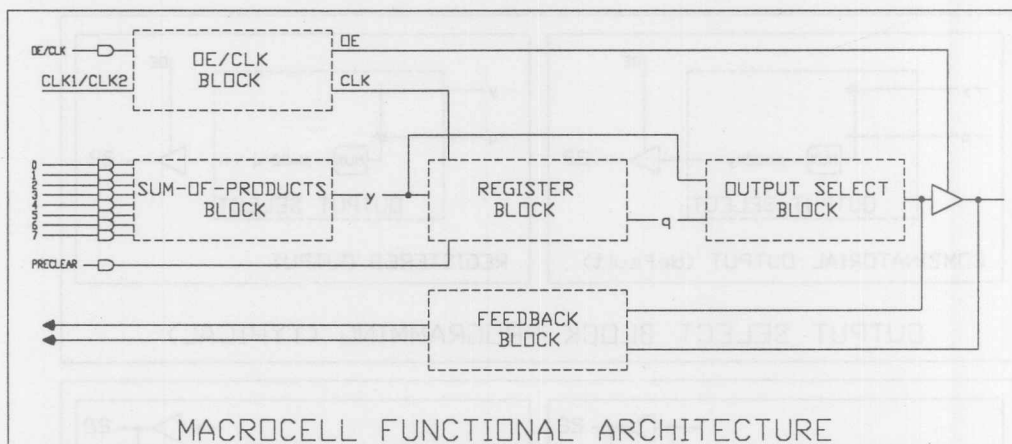 OE/CLK
OE/CLK
BLOCK
OE
CLK1/CLK2
CLK
0
1
2
3
4
5
6
7
SUM-OF-PRODUCTS
BLOCK
y
REGISTER
BLOCK
q
OUTPUT SELECT
BLOCK
PRECLEAR
FEEDBACK
BLOCK
MACROCELL FUNCTIONAL ARCHITECTURE